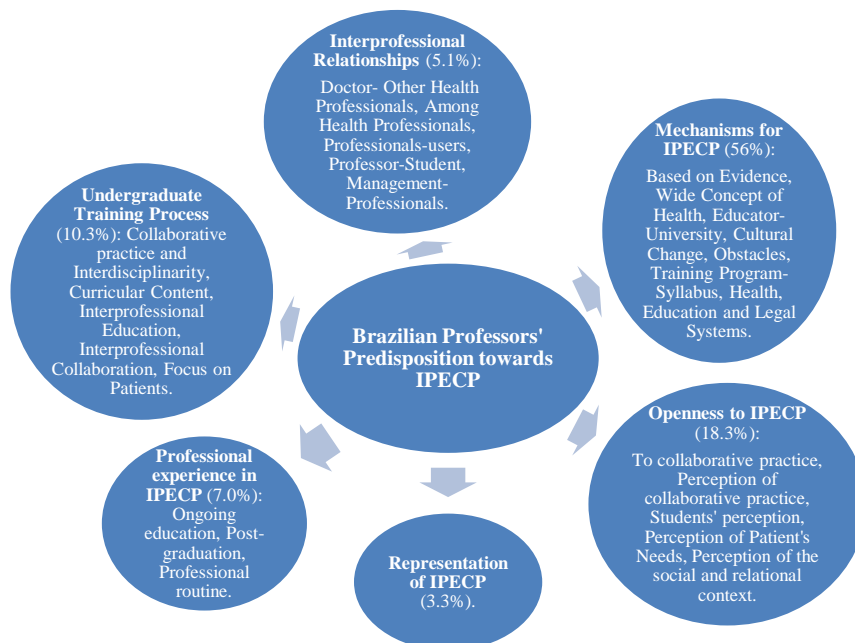 Interprofessional
Relationships (5.1%):
Doctor- Other Health
Professionals, Among
Health Professionals,
Professionals-users,
Professor-Student,
Management-
Professionals.
Mechanisms for
IPECP (56%):
Based on Evidence,
Wide Concept of
Health, Educator-
University, Cultural
Change, Obstacles,
Training Program-
Syllabus, Health,
Education and Legal
Systems.
Undergraduate
Training Process
(10.3%): Collaborative
practice and
Interdisciplinarity,
Curricular Content,
Interprofessional
Education,
Interprofessional
Collaboration, Focus on
Patients.
Brazilian Professors'
Predisposition towards
IPECP
Openness to IPECP
(18.3%):
To collaborative practice,
Perception of
collaborative practice,
Students' perception,
Perception of Patient's
Needs, Perception of the
social and relational
context.
Professional
experience in
IPECP (7.0%):
Ongoing
education, Post-
graduation,
Professional
routine.
Representation
of IPECP
(3.3%).